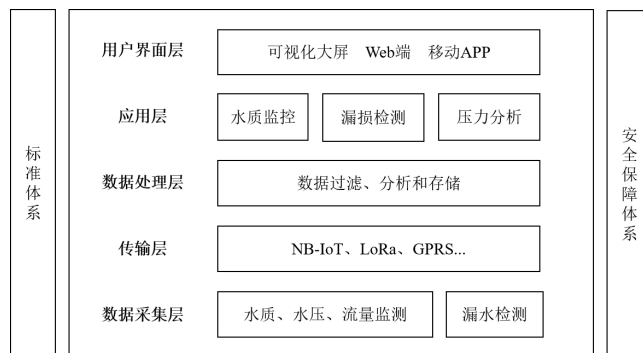 标准体系
用户界面层
可视化大屏 Web端 移动APP
应用层
水质监控
漏损检测
压力分析
数据处理层
数据过滤、分析和存储
传输层
NB-IoT、LoRa、GPRS...
数据采集层
水质、水压、流量监测
漏水检测
安全保障体系